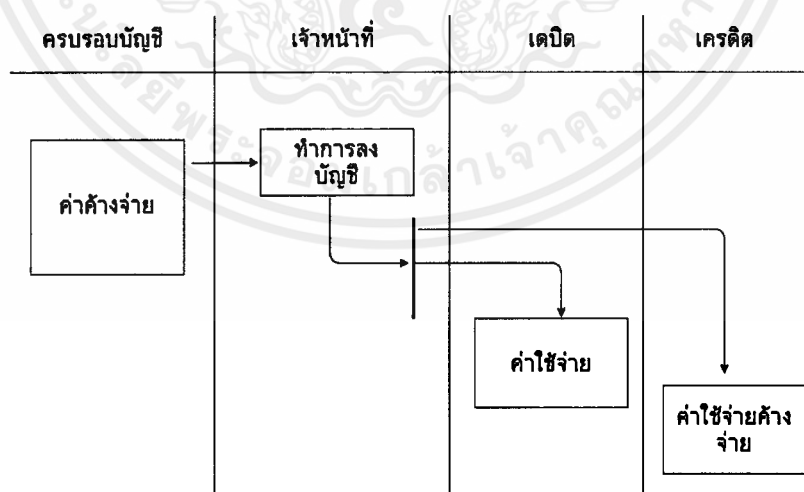 ครบรอบบัญชี
เจ้าหน้าที่
เดบิต
เครดิต
ค่าค้างจ่าย
ทำการลง
บัญชี
ค่าใช้จ่าย
ค่าใช้จ่ายค้าง
จ่าย